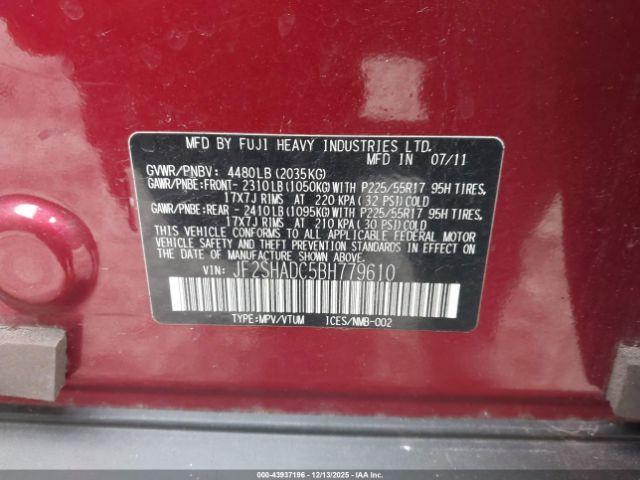 MFD BY FUJI HEAVY INDUSTRIES LTD.
MFD IN 07/11
GVWR/PNBV: 4480LB (2035KG)
GAWR/PNBE:FRONT- 2310LB (1050KG) WITH P225/55R17 95H TIRES,
17X7J RIMS AT 220 KPA (32 PSI) COLD
GAWR/PNBE:REAR - 2410LB (1095KG) WITH P225/55R17 95H TIRES,
17X7J RIMS AT 210 KPA (30 PSI) COLD
THIS VEHICLE CONFORMS TO ALL APPLICABLE FEDERAL MOTOR
VEHICLE SAFETY AND THEFT PREVENTION STANDARDS IN EFFECT
ON THE DATE OF MANUFACTURE SHOWN ABOVE.
VIN: JF2SHADC5BH779610
TYPE:MPV/VTUM ICES/NMB-002
000-43937196 - 12/13/2025 - IAAI.com